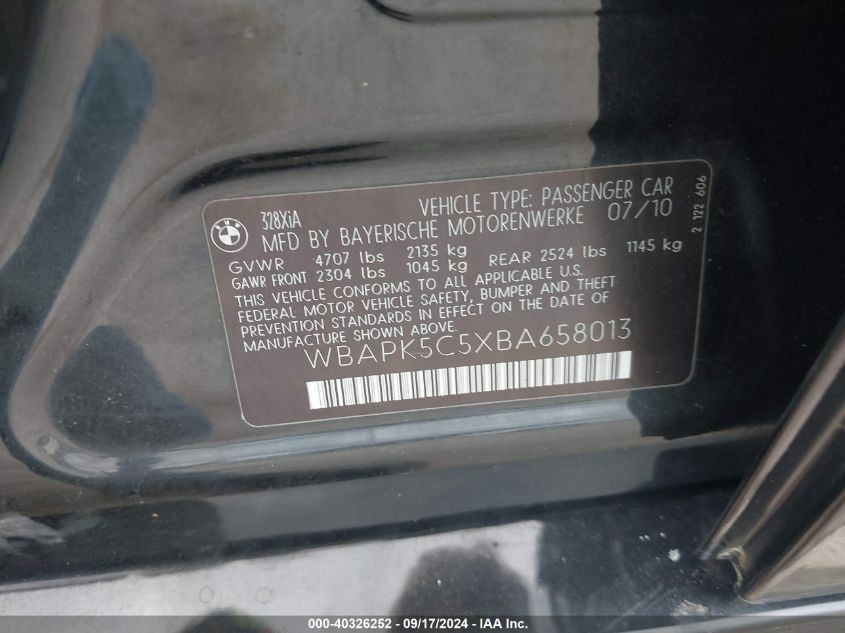 BMW
328XiA
VEHICLE TYPE: PASSENGER CAR
MFD BY BAYERISCHE MOTORENWERKE 07/10
GVWR 4707 lbs 2135 kg
GAWR FRONT 2304 lbs 1045 kg REAR 2524 lbs 1145 kg
THIS VEHICLE CONFORMS TO ALL APPLICABLE U.S.
FEDERAL MOTOR VEHICLE SAFETY, BUMPER AND THEFT
PREVENTION STANDARDS IN EFFECT ON THE DATE OF
MANUFACTURE SHOWN ABOVE.
WBAPK5C5XBA658013
2 122 606
000-40326252 - 09/17/2024 - IAA Inc.